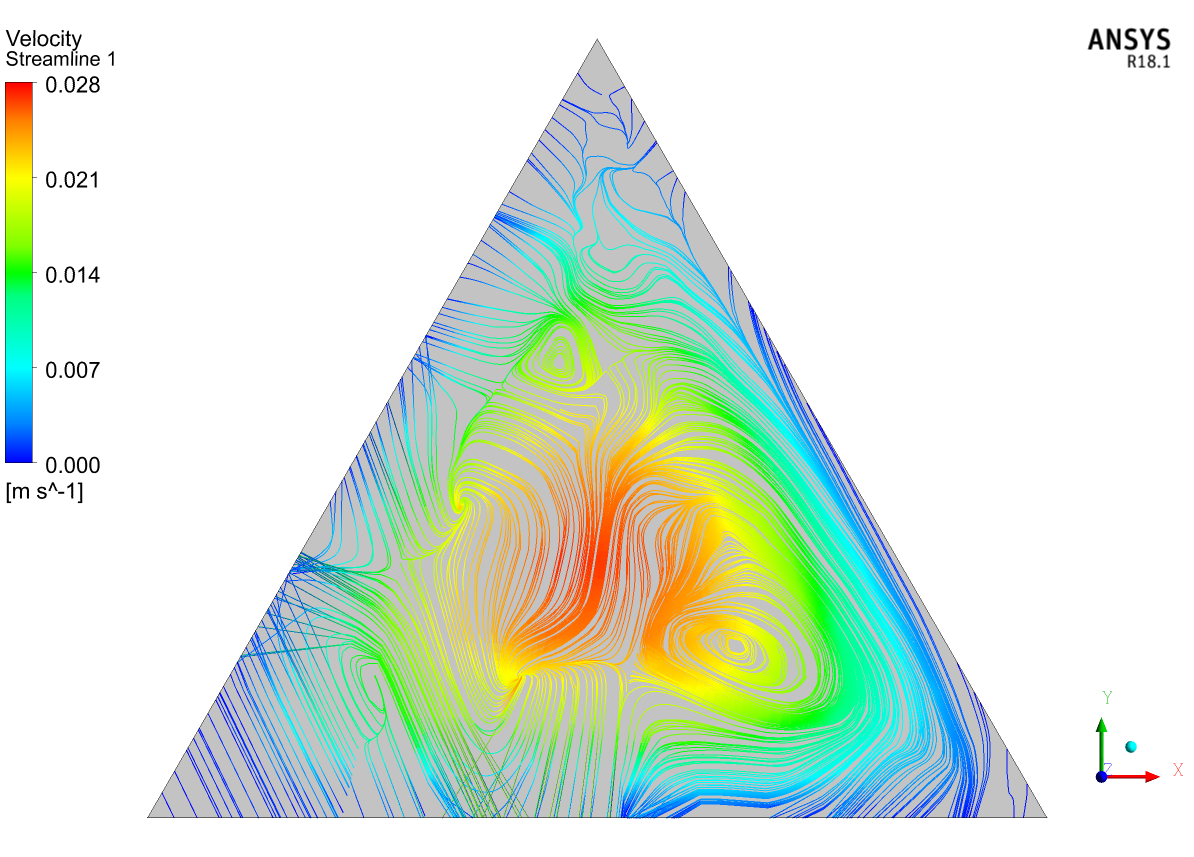 Velocity
Streamline 1
0.028
0.021
0.014
0.007
0.000
[m s^-1]
ANSYS
R18.1
Y
Z
X